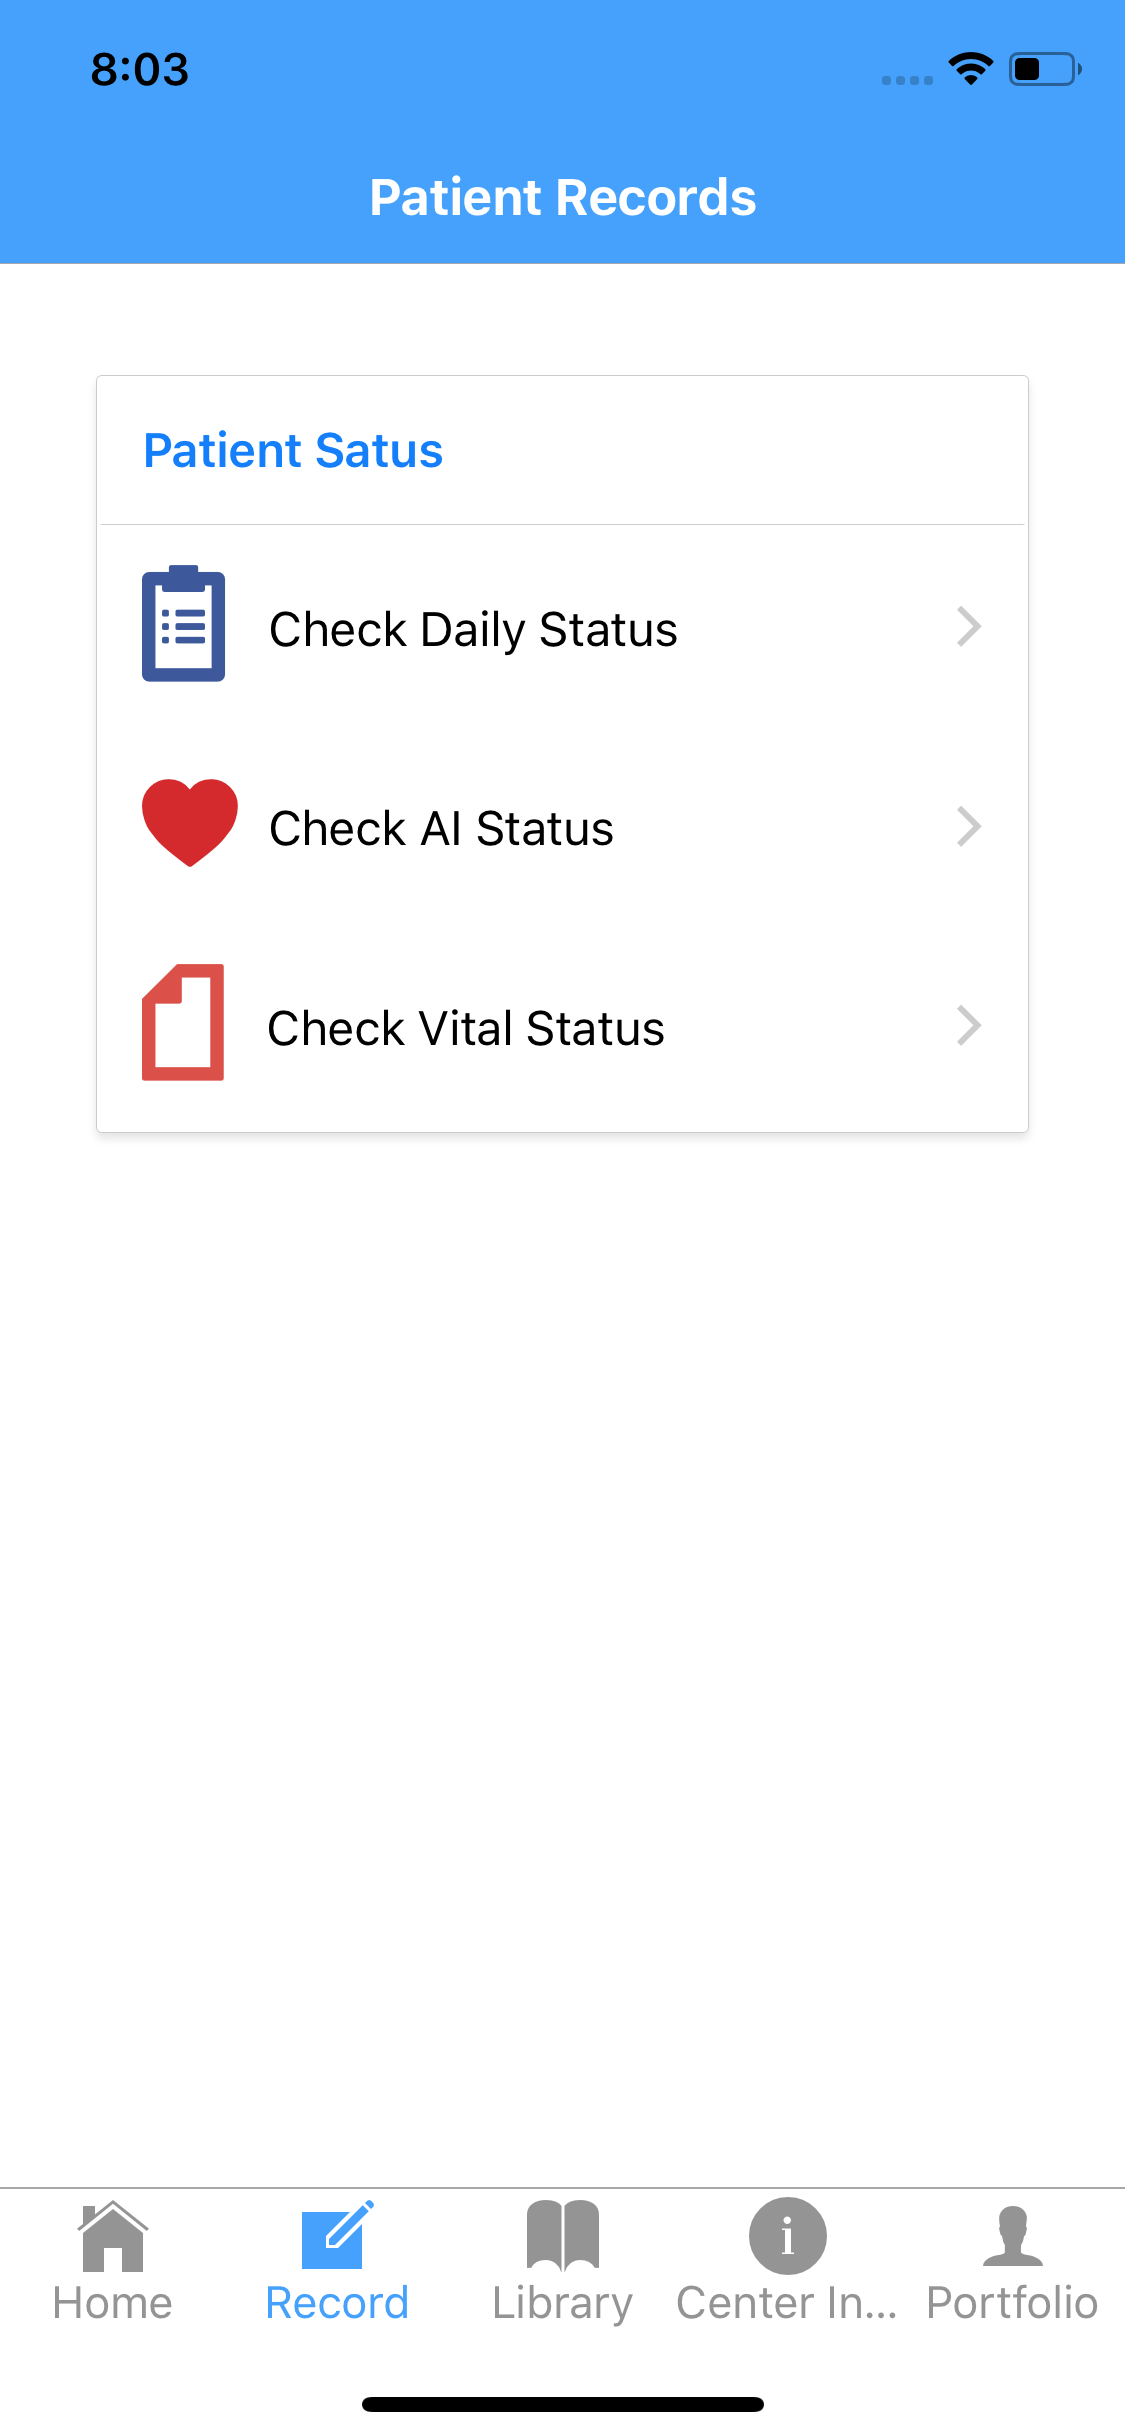 8:03
Patient Records
Patient Satus
Check Daily Status
Check AI Status
Check Vital Status
Home
Record
Library
Center In...
Portfolio